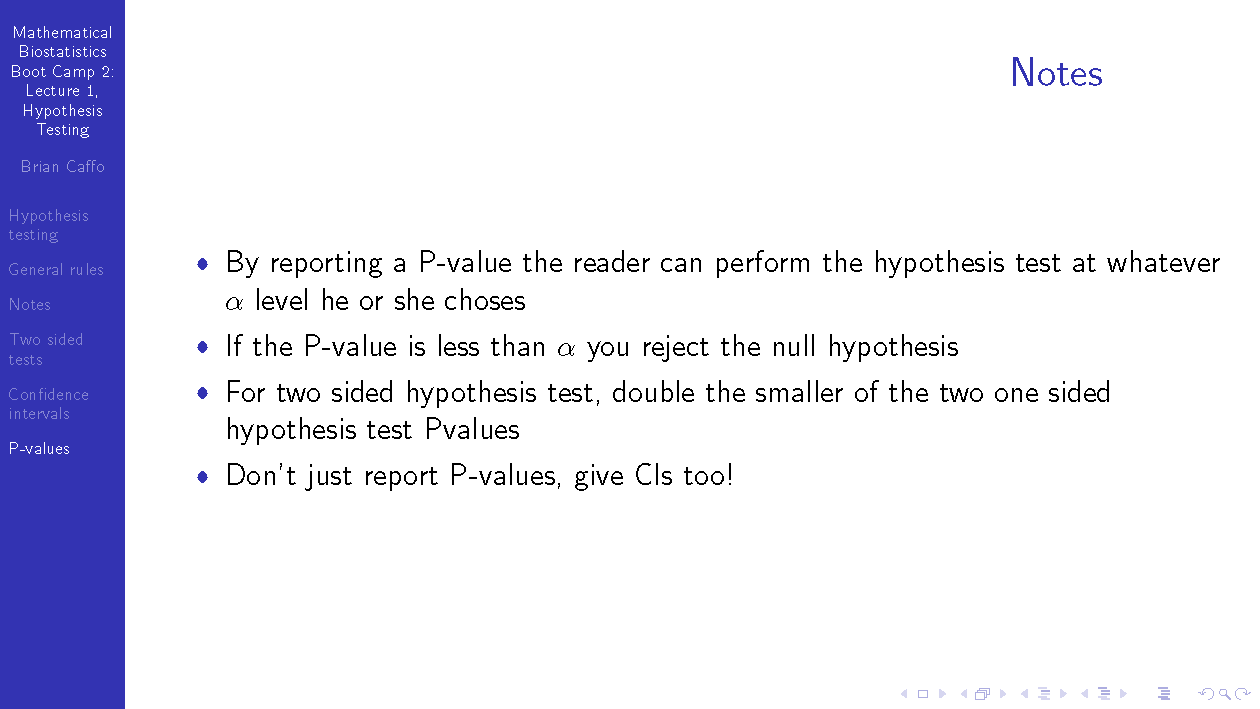 Mathematical
Biostatistics
Boot Camp 2:
Lecture 1,
Hypothesis
Testing
Brian Caffo
Hypothesis
testing
General rules
Notes
Two sided
tests
Confidence
intervals
P-values
Notes
• By reporting a P-value the reader can perform the hypothesis test at whatever
α level he or she choses
• If the P-value is less than α you reject the null hypothesis
• For two sided hypothesis test, double the smaller of the two one sided
hypothesis test Pvalues
• Don't just report P-values, give CIs too!